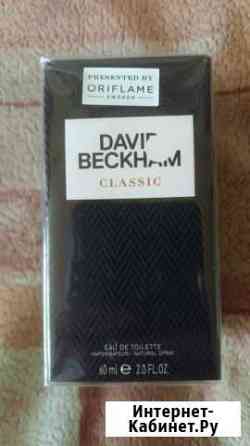 PRESENTED BY
ORIFLAME
SWEDEN
DAVID
BECKHAM
CLASSIC
EAU DE TOILETTE
VAPORISATEUR / NATURAL SPRAY
60 ml e 2.0 FL.OZ.
Интернет-
Кабинет.Ру